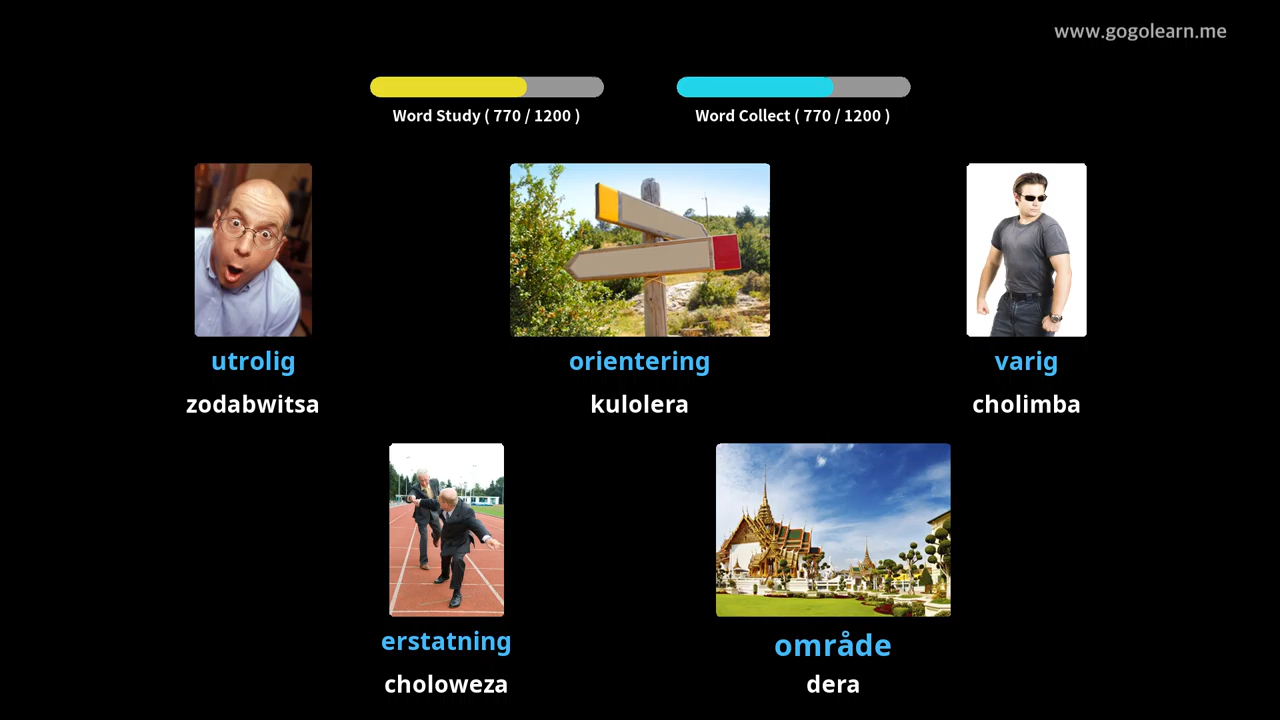 www.gogolearn.me
Word Study ( 770 / 1200 )
Word Collect ( 770 / 1200 )
utrolig
zodabwitsa
orientering
kulolera
varig
cholimba
erstatning
choloweza
område
dera